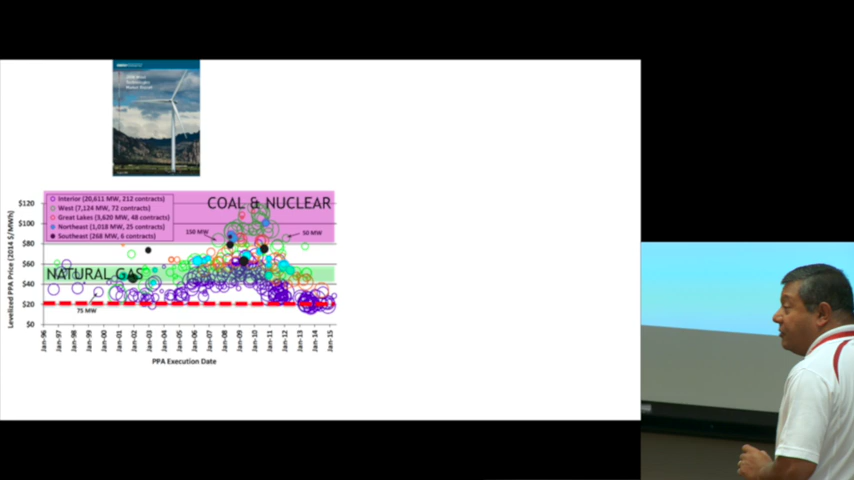 $120
$100
$80
$60
$40
$20
$0
Levelized PPA Price (2014 $/MWh)
Interior (20,611 MW, 212 contracts)
West (7,124 MW, 72 contracts)
Great Lakes (3,620 MW, 48 contracts)
Northeast (1,018 MW, 25 contracts)
Southeast (268 MW, 6 contracts)
COAL & NUCLEAR
150 MW
50 MW
NATURAL GAS
75 MW
Jan-96
Jan-97
Jan-98
Jan-99
Jan-00
Jan-01
Jan-02
Jan-03
Jan-04
Jan-05
Jan-06
Jan-07
Jan-08
Jan-09
Jan-10
Jan-11
Jan-12
Jan-13
Jan-14
Jan-15
PPA Execution Date